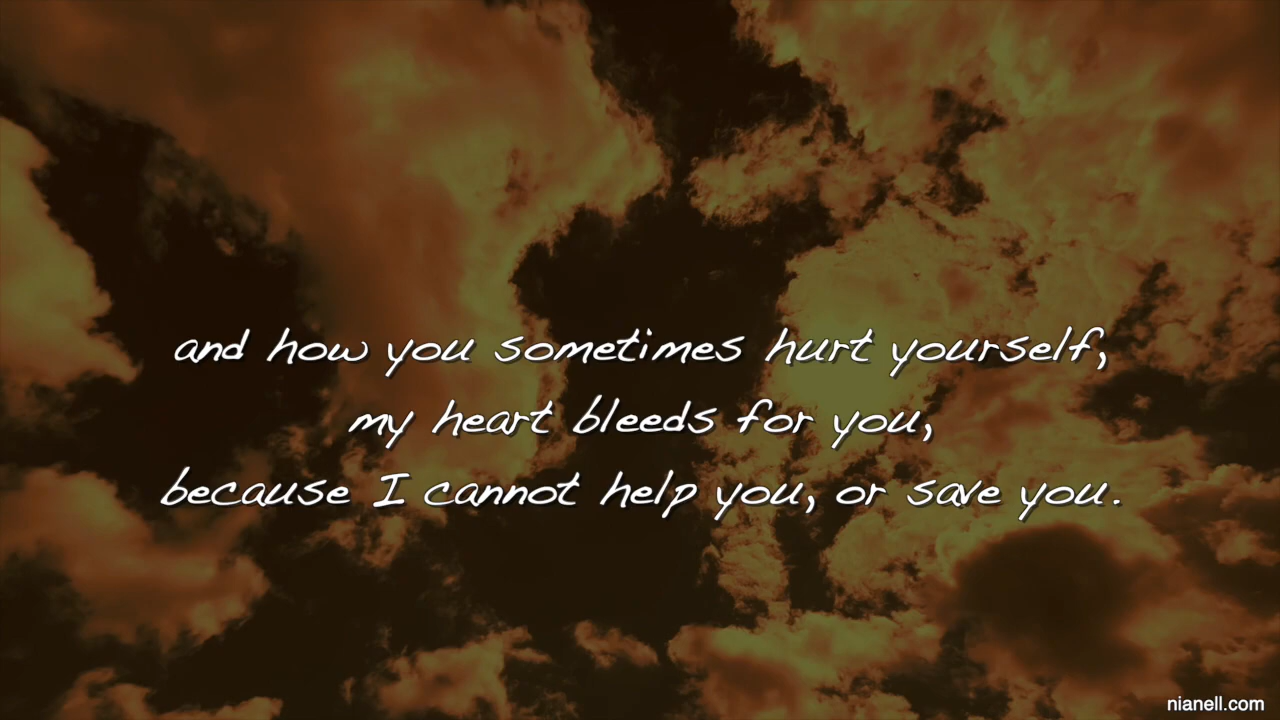 and how you sometimes hurt yourself,
my heart bleeds for you,
because I cannot help you, or save you.
nianell.com